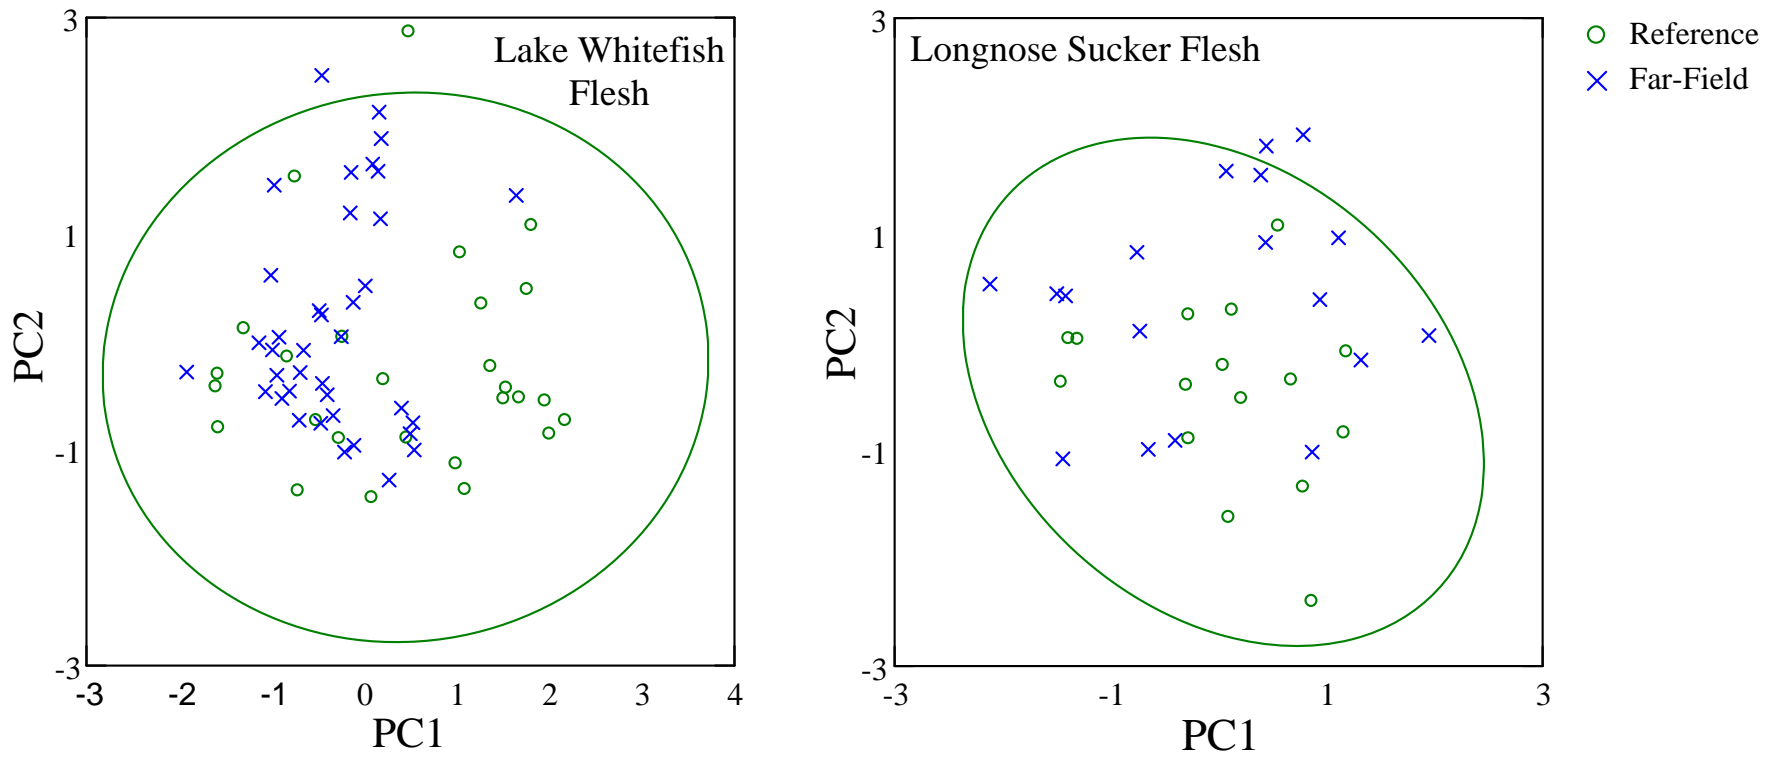 3
1
-1
-3
PC2
-3 -2 -1 0 1 2 3 4
PC1
Lake Whitefish
Flesh
3
1
-1
-3
PC2
-3 -1 1 3
PC1
Longnose Sucker Flesh
Reference
Far-Field